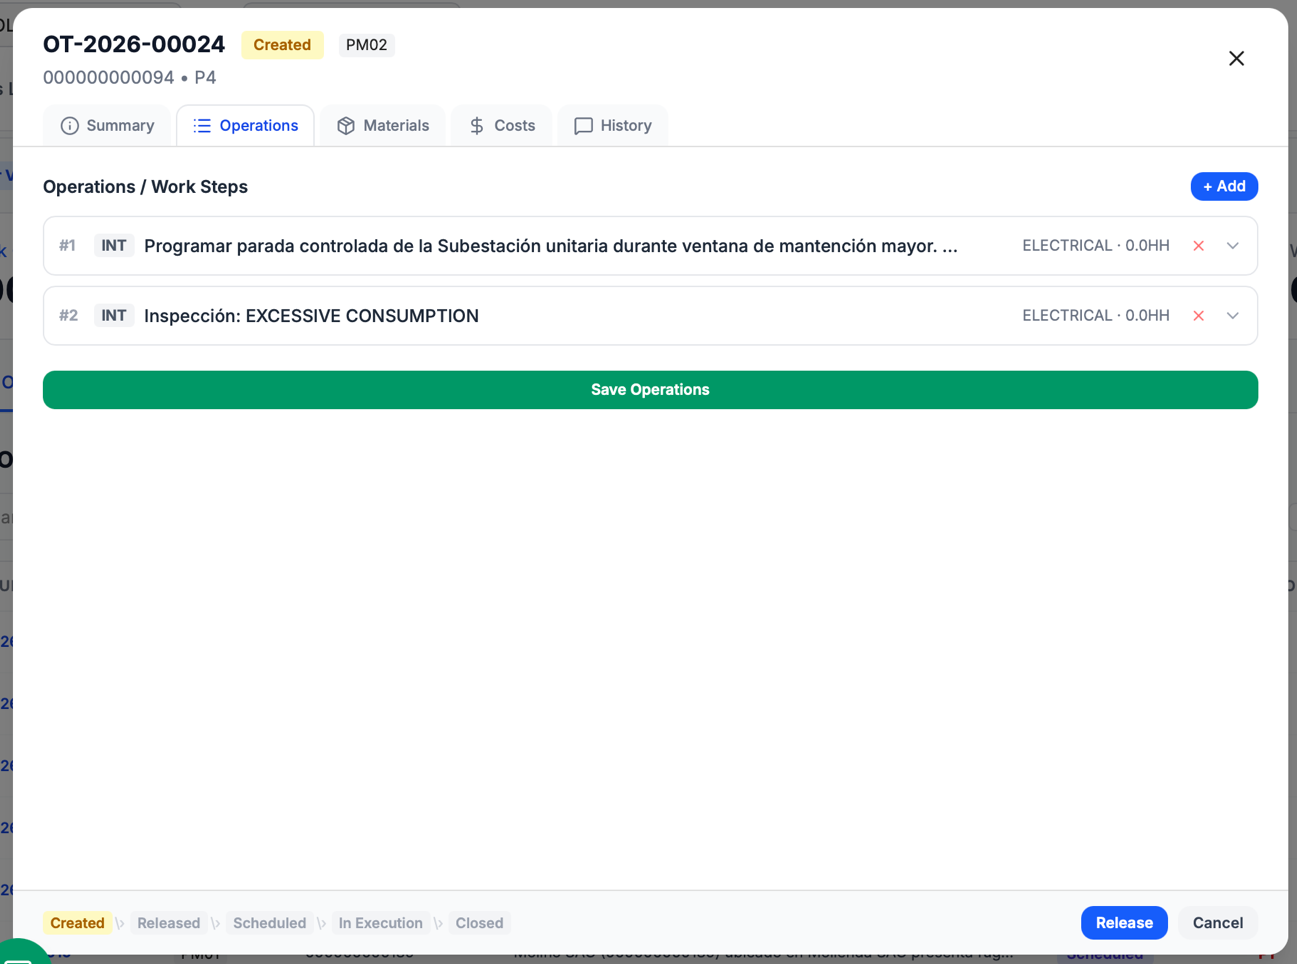 OT-2026-00024
Created
PM02
000000000094 • P4
Summary
Operations
Materials
Costs
History
Operations / Work Steps
+ Add
#1 INT Programar parada controlada de la Subestación unitaria durante ventana de mantención mayor. ... ELECTRICAL · 0.0HH
#2 INT Inspección: EXCESSIVE CONSUMPTION ELECTRICAL · 0.0HH
Save Operations
Created
Released
Scheduled
In Execution
Closed
Release
Cancel